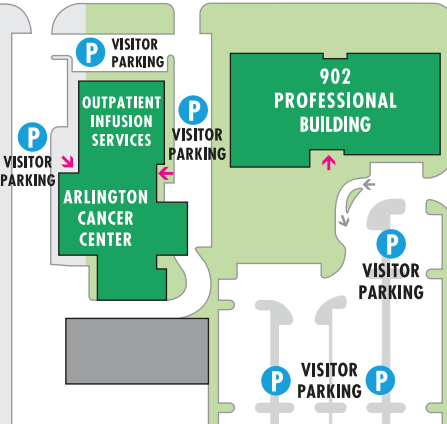 P
VISITOR
PARKING
OUTPATIENT
INFUSION
SERVICES
P
VISITOR
PARKING
P
VISITOR
PARKING
ARLINGTON
CANCER
CENTER
902
PROFESSIONAL
BUILDING
P
VISITOR
PARKING
P
VISITOR
PARKING
P